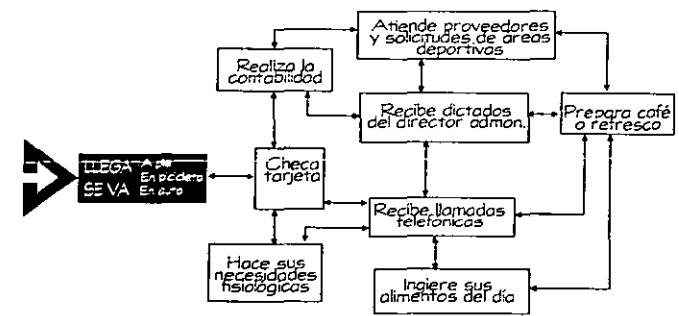 Atiende proveedores
y solicitudes de areas
deportivas
Realiza la
contabilidad
Recibe dictados
del director admon.
Prepara café
o refresco
LLEGA A pie
En bicicleta
SE VA En auto
Checa
tarjeta
Recibe llamadas
telefónicas
Hace sus
necesidades
fisiológicas
Ingiere sus
alimentos del día